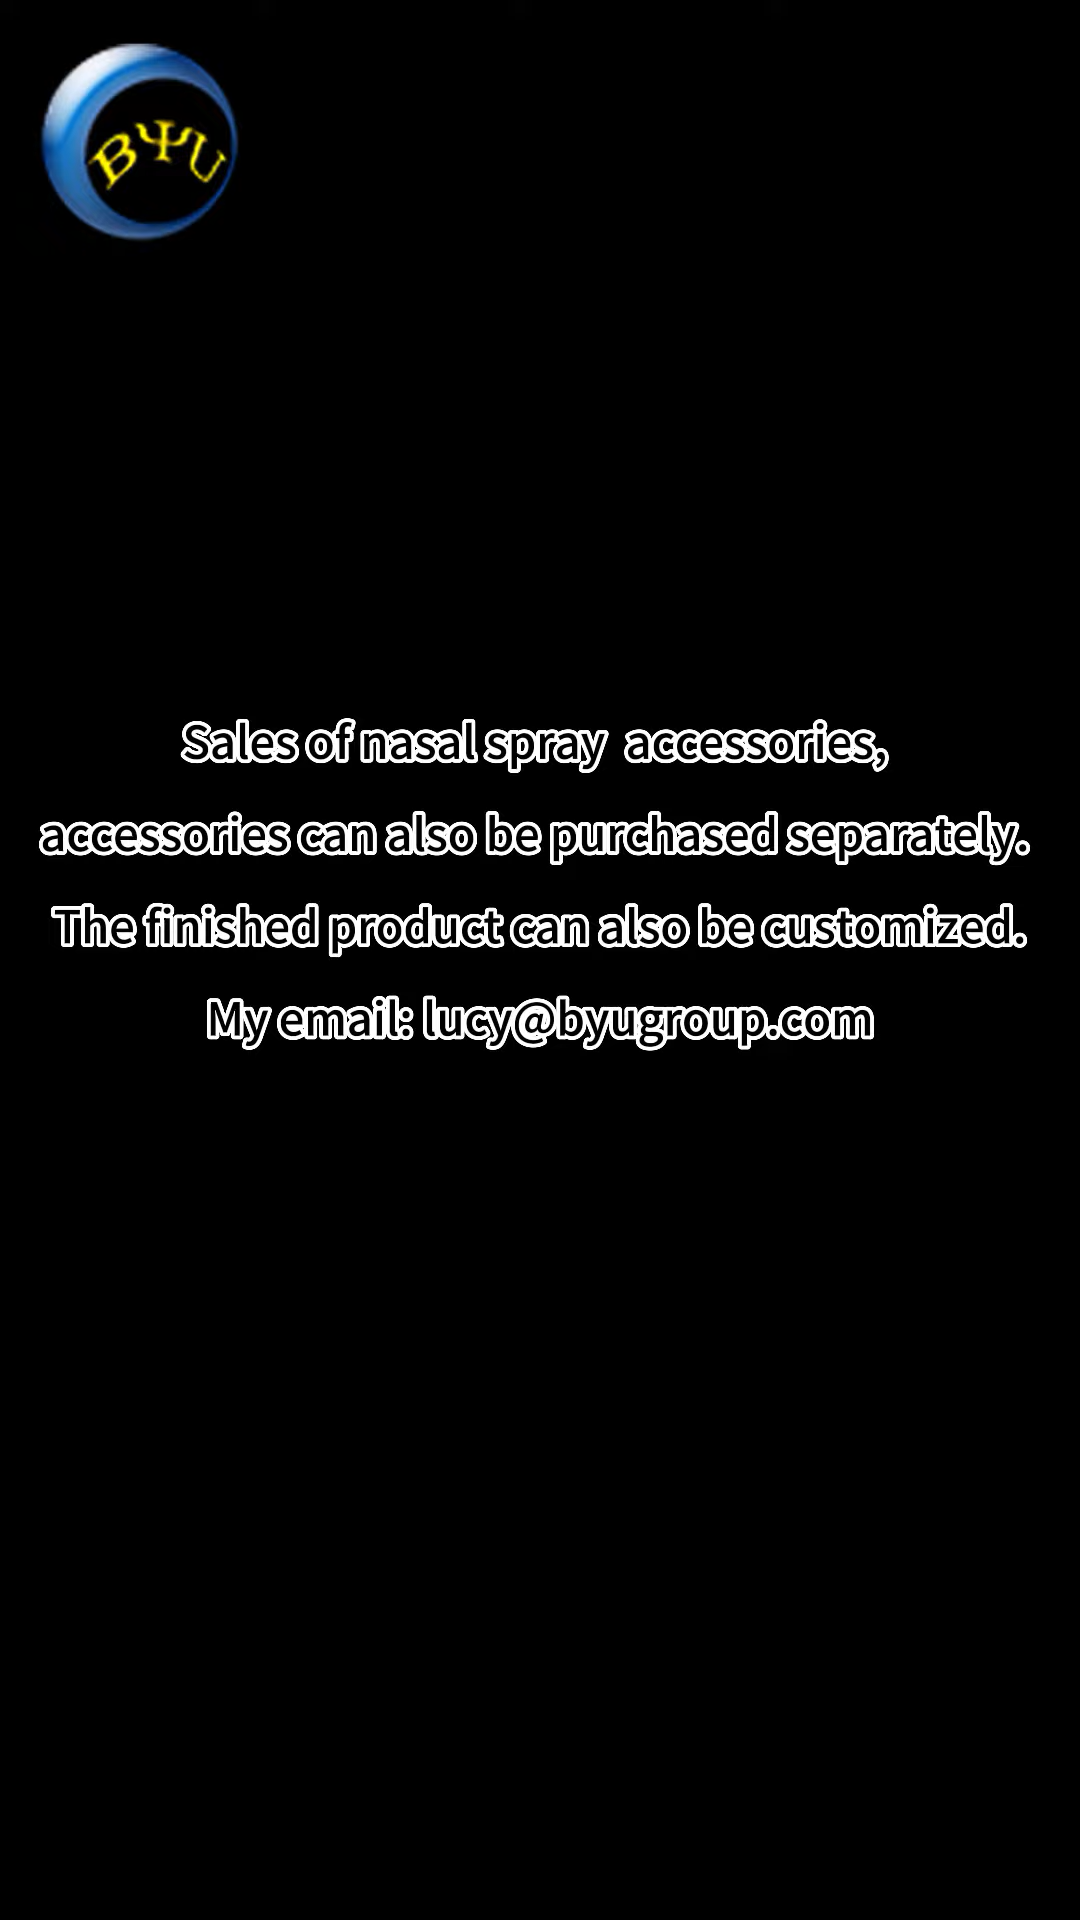 BYU
Sales of nasal spray  accessories,
accessories can also be purchased separately.
The finished product can also be customized.
My email: lucy@byugroup.com